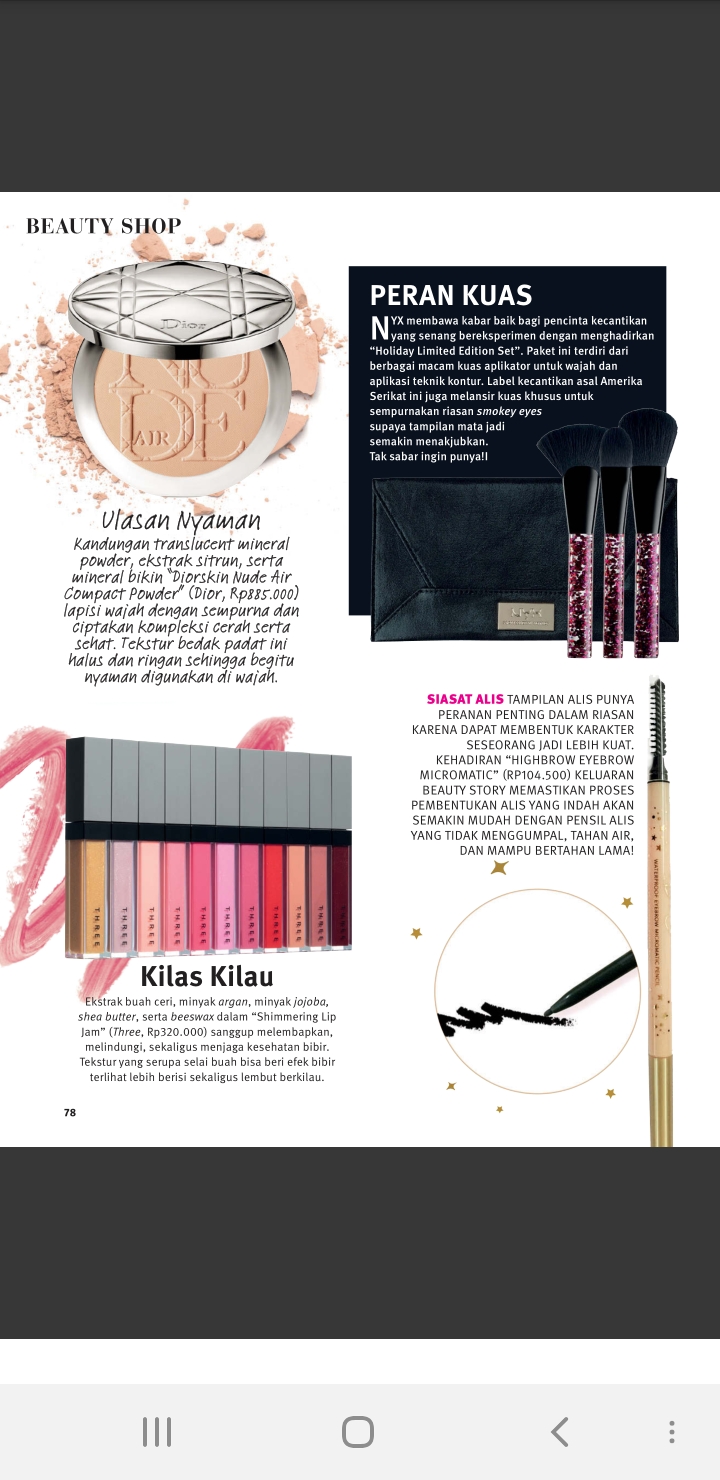 BEAUTY SHOP
Dior
NUDE
AIR
Ulasan Nyaman
Kandungan translucent mineral
powder, ekstrak sitrun, serta
mineral bikin "Diorskin Nude Air
Compact Powder" (Dior, Rp885.000)
lapisi wajah dengan sempurna dan
ciptakan kompleksi cerah serta
sehat. Tekstur bedak padat ini
halus dan ringan sehingga begitu
nyaman digunakan di wajah.
PERAN KUAS
NYX membawa kabar baik bagi pencinta kecantikan
yang senang bereksperimen dengan menghadirkan
“Holiday Limited Edition Set”. Paket ini terdiri dari
berbagai macam kuas aplikator untuk wajah dan
aplikasi teknik kontur. Label kecantikan asal Amerika
Serikat ini juga melansir kuas khusus untuk
sempurnakan riasan smokey eyes
supaya tampilan mata jadi
semakin menakjubkan.
Tak sabar ingin punya!I
NYX
SIASAT ALIS TAMPILAN ALIS PUNYA
PERANAN PENTING DALAM RIASAN
KARENA DAPAT MEMBENTUK KARAKTER
SESEORANG JADI LEBIH KUAT.
KEHADIRAN “HIGHBROW EYEBROW
MICROMATIC” (RP104.500) KELUARAN
BEAUTY STORY MEMASTIKAN PROSES
PEMBENTUKAN ALIS YANG INDAH AKAN
SEMAKIN MUDAH DENGAN PENSIL ALIS
YANG TIDAK MENGGUMPAL, TAHAN AIR,
DAN MAMPU BERTAHAN LAMA!
WATERPROOF EYEBROW MICROMATIC PENCIL
THREE
THREE
THREE
THREE
THREE
THREE
THREE
THREE
THREE
THREE
THREE
Kilas Kilau
Ekstrak buah ceri, minyak argan, minyak jojoba,
shea butter, serta beeswax dalam “Shimmering Lip
Jam” (Three, Rp320.000) sanggup melembapkan,
melindungi, sekaligus menjaga kesehatan bibir.
Tekstur yang serupa selai buah bisa beri efek bibir
terlihat lebih berisi sekaligus lembut berkilau.
78